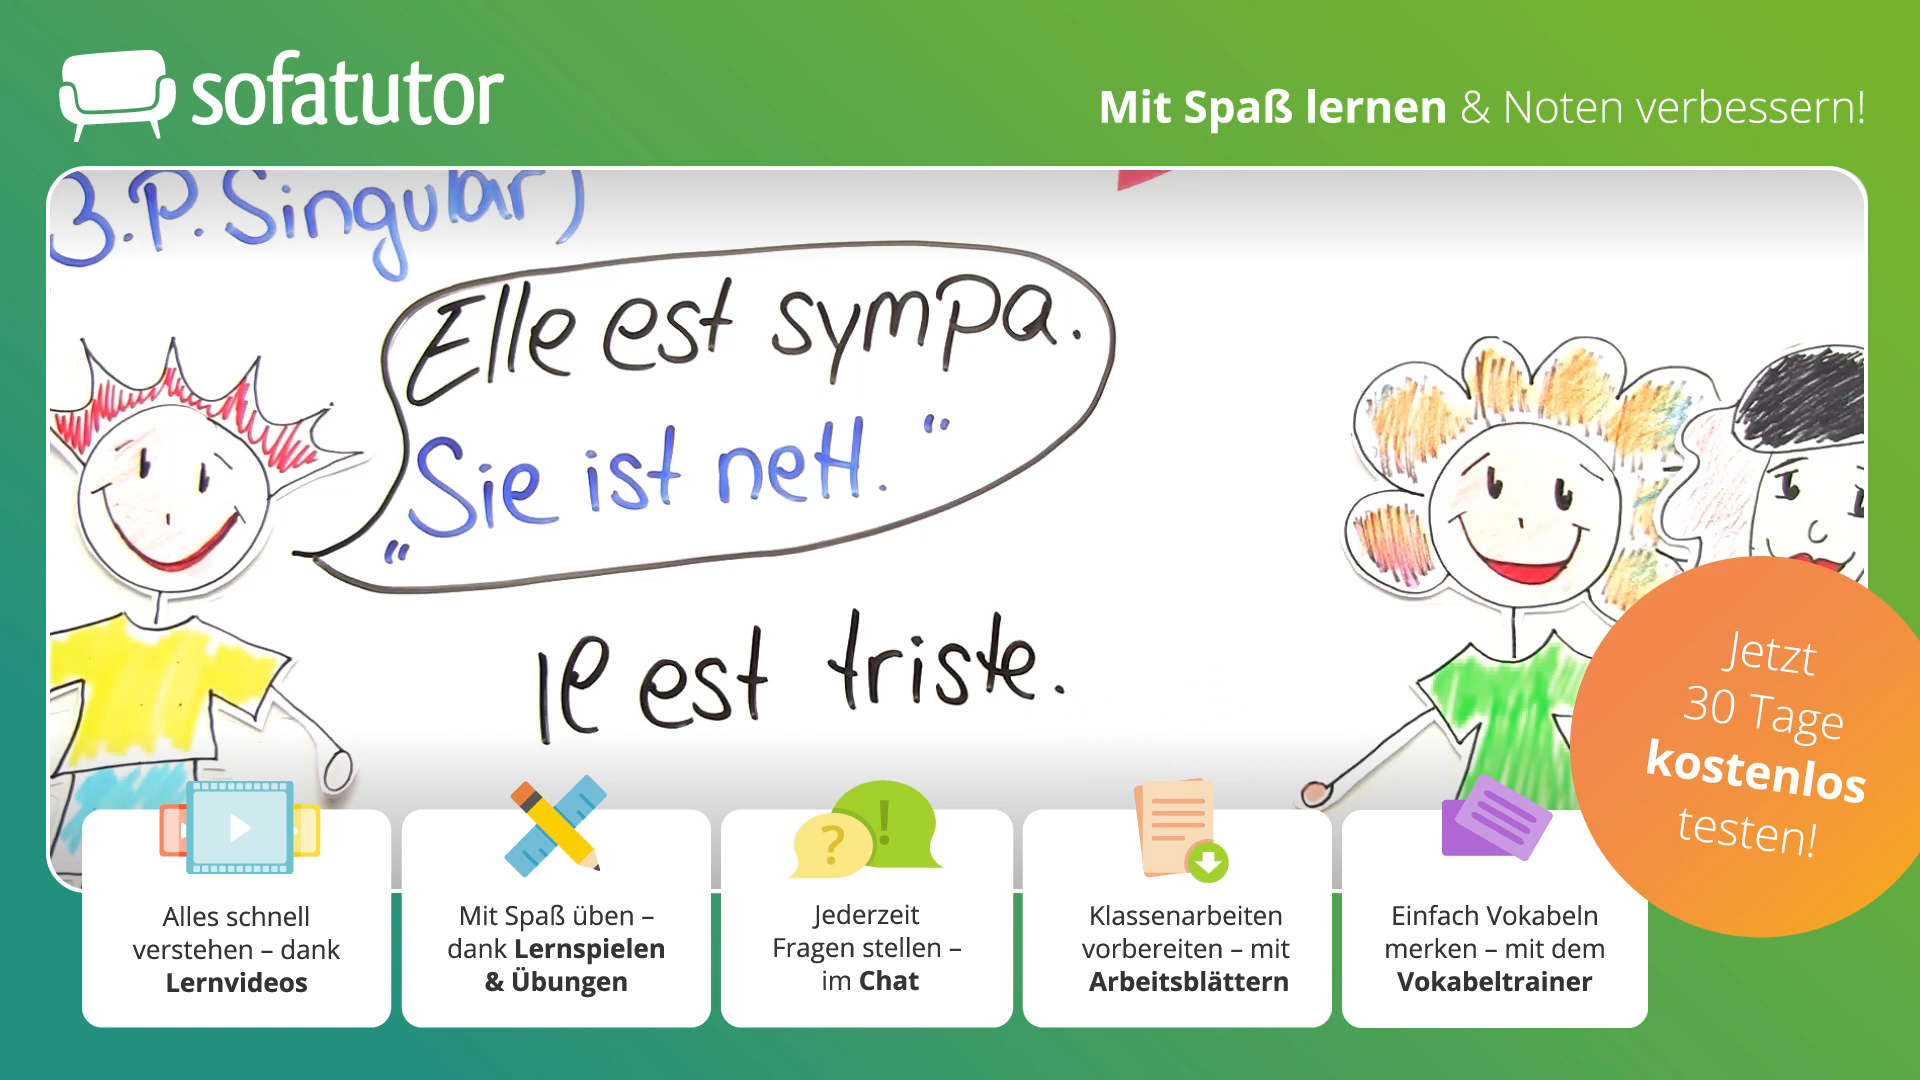 sofatutor
Mit Spaß lernen & Noten verbessern!
3.P. Singular)
Elle est sympa.
„Sie ist nett.“
Il est triste.
Jetzt
30 Tage
kostenlos
testen!
?
!
Alles schnell
verstehen – dank
Lernvideos
Mit Spaß üben –
dank Lernspielen
& Übungen
Jederzeit
Fragen stellen –
im Chat
Klassenarbeiten
vorbereiten – mit
Arbeitsblättern
Einfach Vokabeln
merken – mit dem
Vokabeltrainer